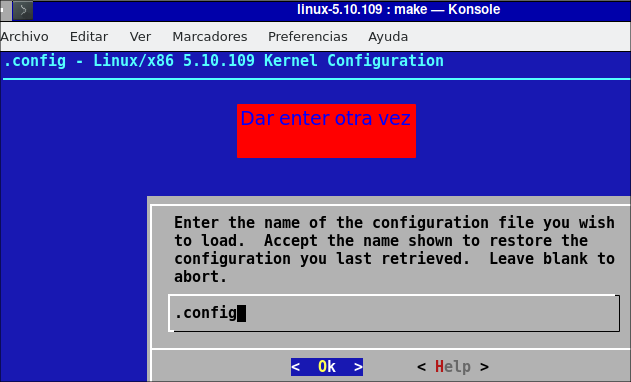 linux-5.10.109 : make — Konsole
Archivo Editar Ver Marcadores Preferencias Ayuda
.config - Linux/x86 5.10.109 Kernel Configuration
Dar enter otra vez
Enter the name of the configuration file you wish
to load.  Accept the name shown to restore the
configuration you last retrieved.  Leave blank to
abort.
.config
<  Ok  > < Help >